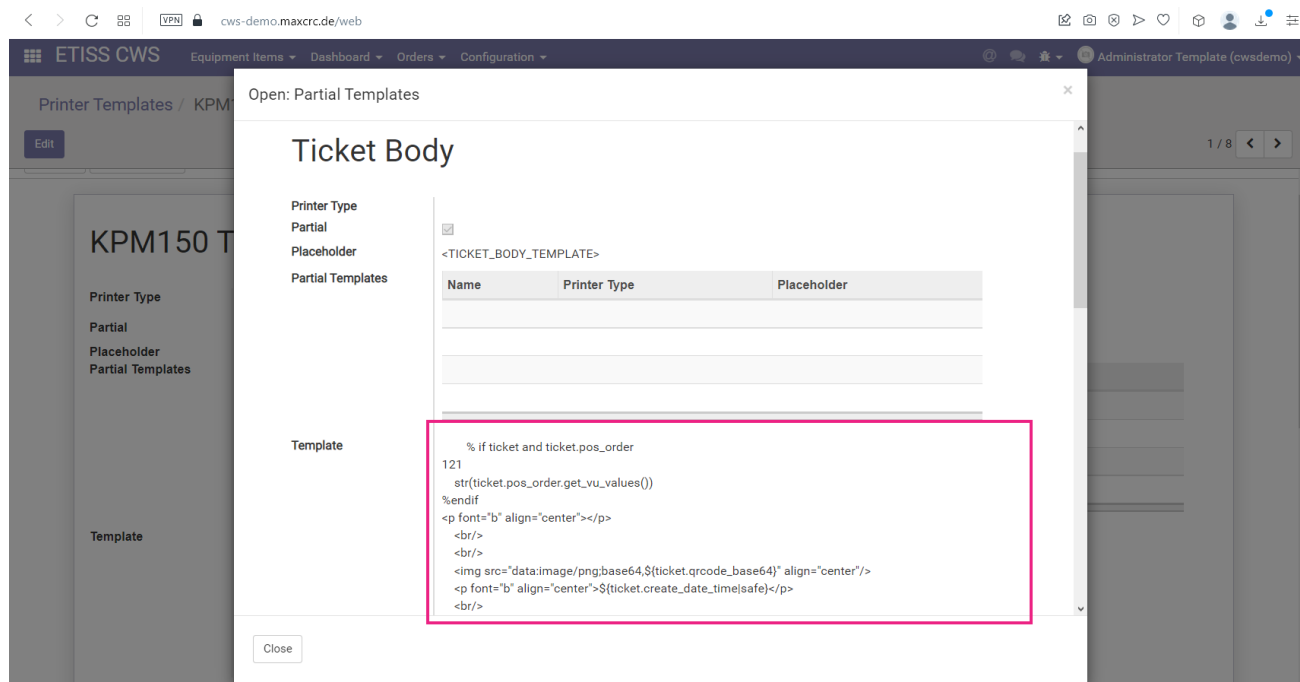 VPN cws-demo.maxcrc.de/web
ETISS CWS Equipment Items Dashboard Orders Configuration Administrator Template (cwsdemo)
Printer Templates / KPM1
Open: Partial Templates ×
Edit
1 / 8
Ticket Body
Printer Type
Partial
Placeholder <TICKET_BODY_TEMPLATE>
Partial Templates
Name Printer Type Placeholder
KPM150 T
Printer Type
Partial
Placeholder
Partial Templates
Template
Template
% if ticket and ticket.pos_order
121
str(ticket.pos_order.get_vu_values())
%endif
<p font="b" align="center"></p>
<br/>
<br/>
<img src="data:image/png;base64,${ticket.qrcode_base64}" align="center"/>
<p font="b" align="center">${ticket.create_date_time|safe}</p>
<br/>
Close